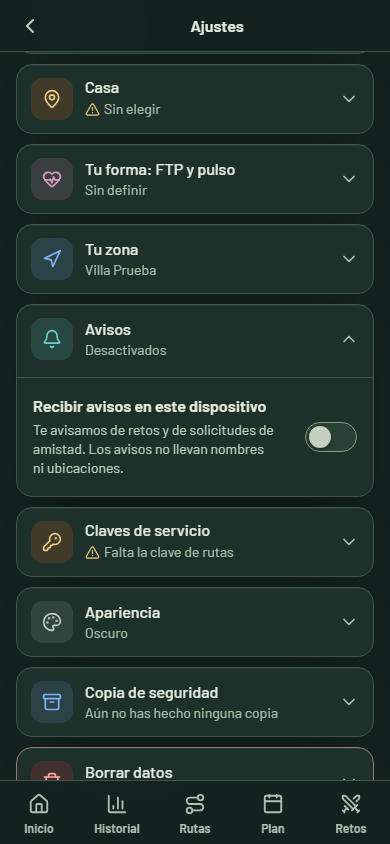 Ajustes
Casa
Sin elegir
Tu forma: FTP y pulso
Sin definir
Tu zona
Villa Prueba
Avisos
Desactivados
Recibir avisos en este dispositivo
Te avisamos de retos y de solicitudes de
amistad. Los avisos no llevan nombres
ni ubicaciones.
Claves de servicio
Falta la clave de rutas
Apariencia
Oscuro
Copia de seguridad
Aún no has hecho ninguna copia
Borrar datos
Inicio
Historial
Rutas
Plan
Retos